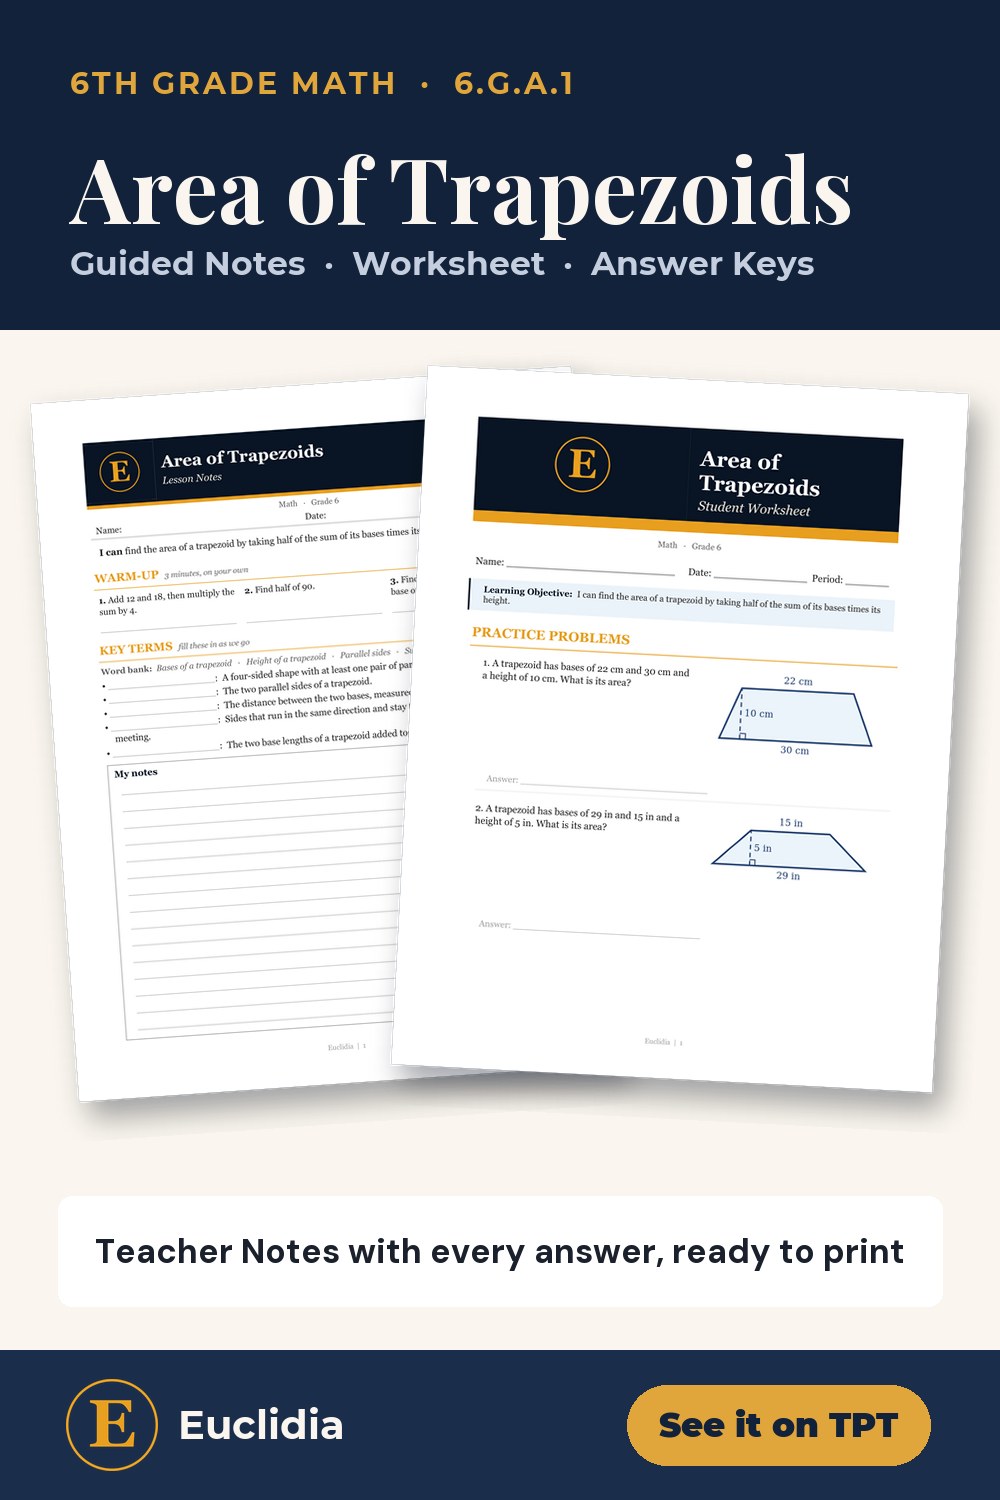 6TH GRADE MATH · 6.G.A.1
Area of Trapezoids
Guided Notes · Worksheet · Answer Keys
E
Area of Trapezoids
Lesson Notes
Math · Grade 6
Name:
Date:
I can find the area of a trapezoid by taking half of the sum of its bases times its
WARM-UP 3 minutes, on your own
1. Add 12 and 18, then multiply the
sum by 4.
2. Find half of 90.
3.
base
KEY TERMS fill these in as we go
Word bank: Bases of a trapezoid · Height of a trapezoid · Parallel sides ·
• : A four-sided shape with at least one pair of
• : The two parallel sides of a trapezoid.
• : The distance between the two bases,
• : Sides that run in the same direction and stay
meeting.
• : The two base lengths of a trapezoid added
My notes
Euclidia | 1
E
Area of
Trapezoids
Student Worksheet
Math · Grade 6
Name: Date: Period:
Learning Objective: I can find the area of a trapezoid by taking half of the sum of its bases times its
height.
PRACTICE PROBLEMS
1. A trapezoid has bases of 22 cm and 30 cm and
a height of 10 cm. What is its area?
22 cm
10 cm
30 cm
Answer:
2. A trapezoid has bases of 29 in and 15 in and a
height of 5 in. What is its area?
15 in
5 in
29 in
Answer:
Euclidia | 1
Teacher Notes with every answer, ready to print
E
Euclidia
See it on TPT